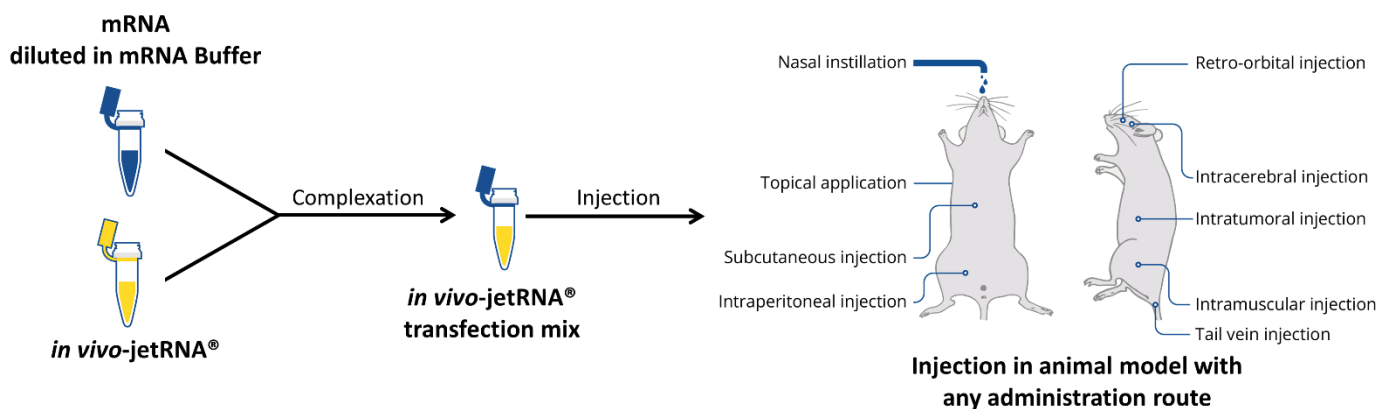 mRNA
diluted in mRNA Buffer
in vivo-jetRNA®
Complexation
in vivo-jetRNA®
transfection mix
Injection
Nasal instillation
Topical application
Subcutaneous injection
Intraperitoneal injection
Retro-orbital injection
Intracerebral injection
Intratumoral injection
Intramuscular injection
Tail vein injection
Injection in animal model with
any administration route